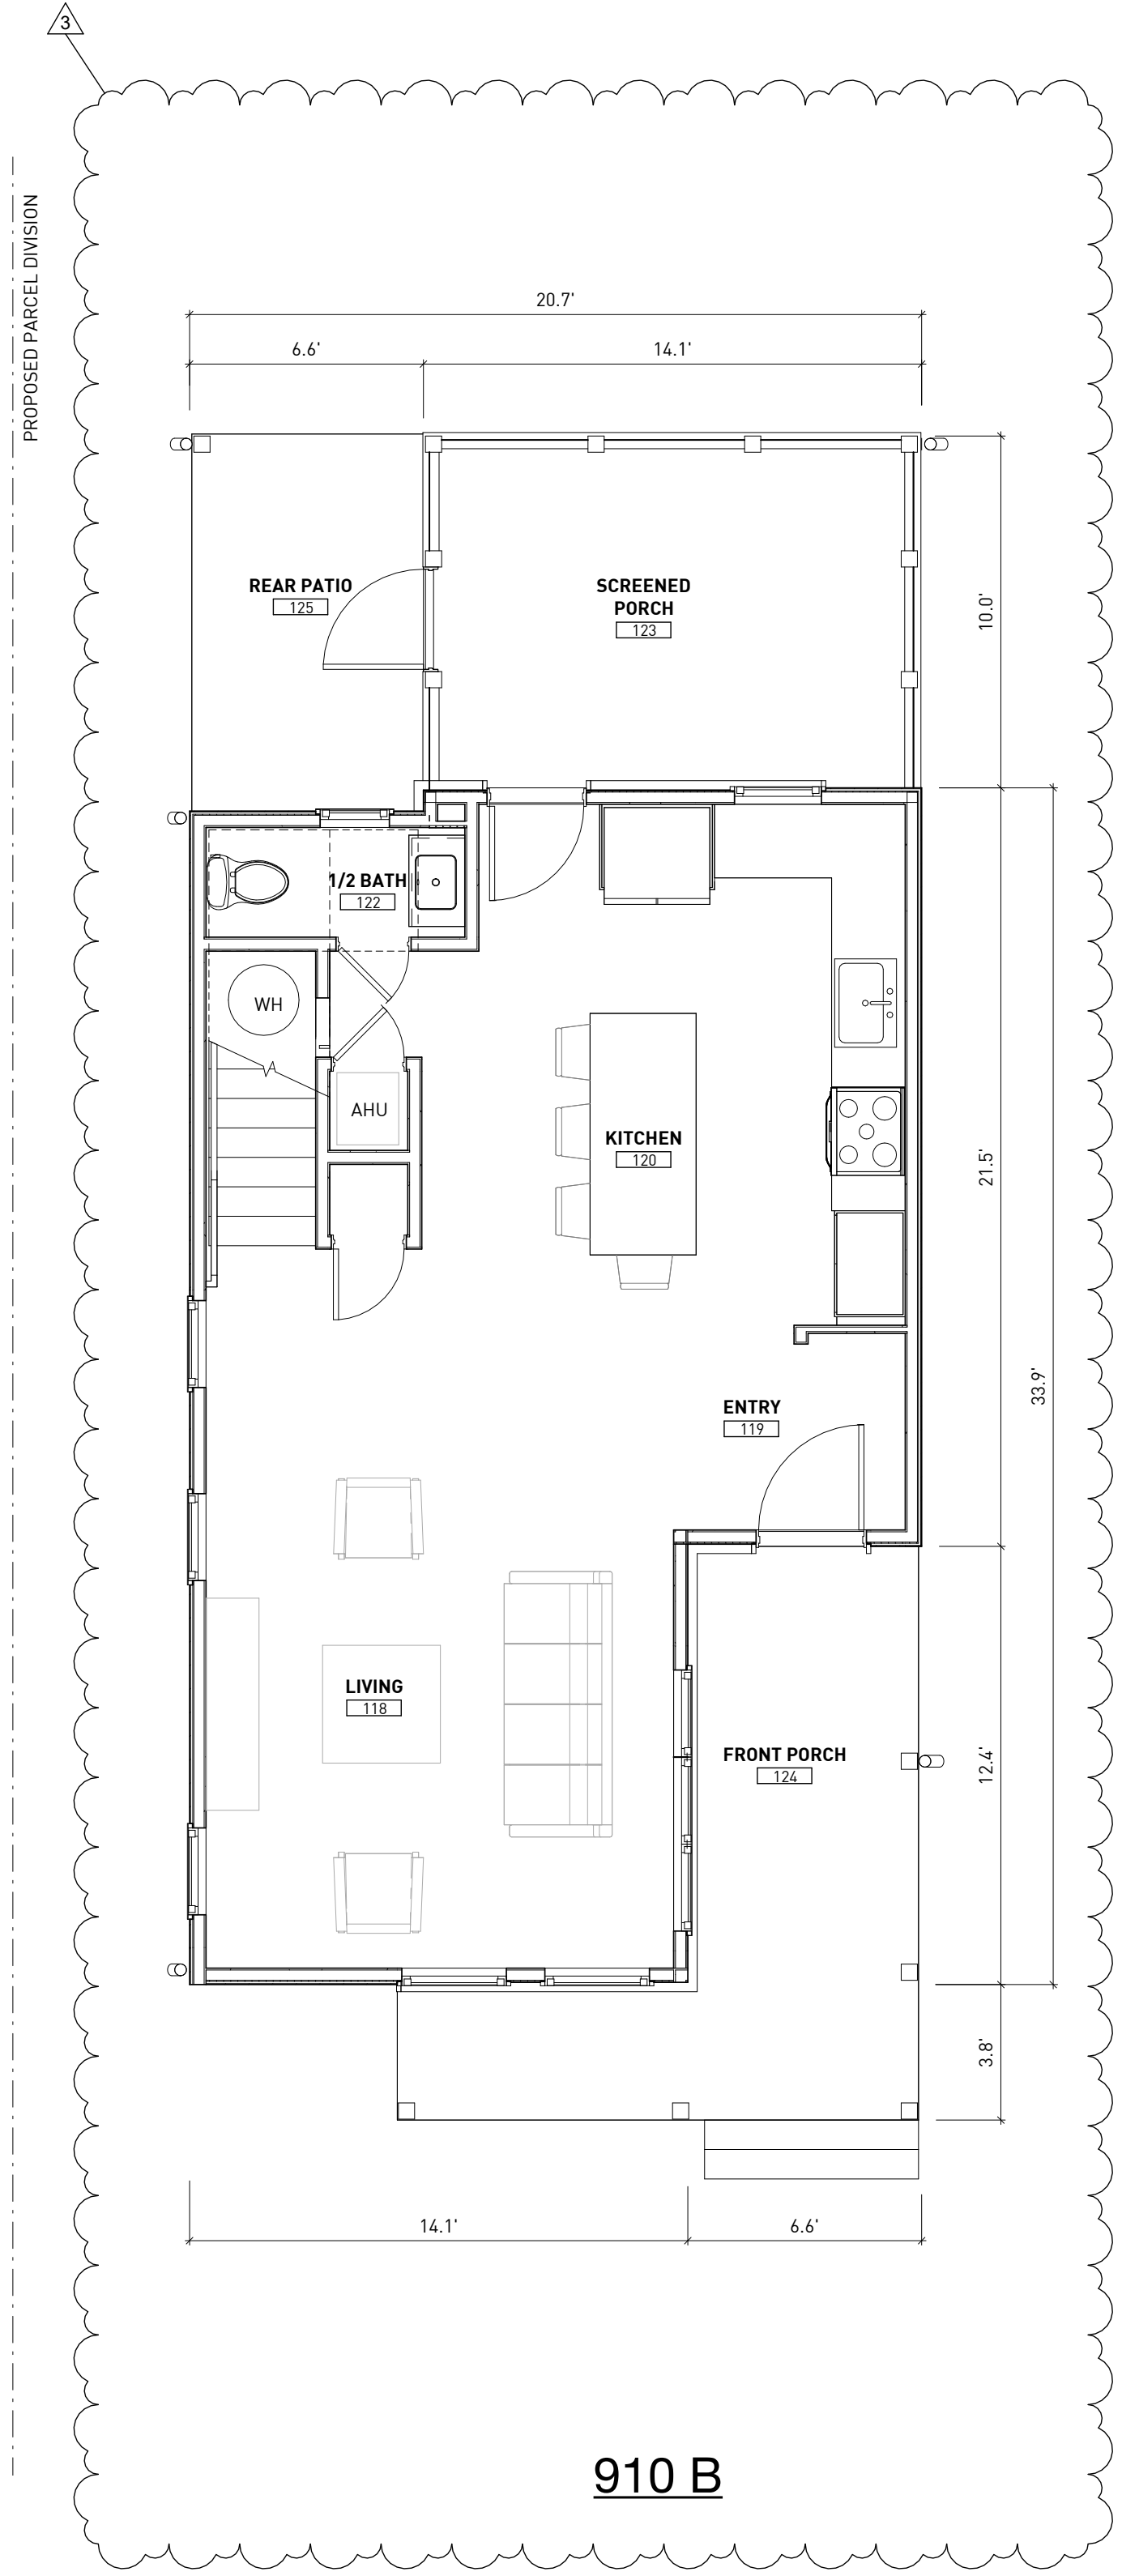 3
PROPOSED PARCEL DIVISION
20.7'
6.6'
14.1'
10.0'
REAR PATIO
125
SCREENED
PORCH
123
1/2 BATH
122
WH
AHU
KITCHEN
120
21.5'
33.9'
ENTRY
119
LIVING
118
FRONT PORCH
124
12.4'
3.8'
14.1'
6.6'
910 B